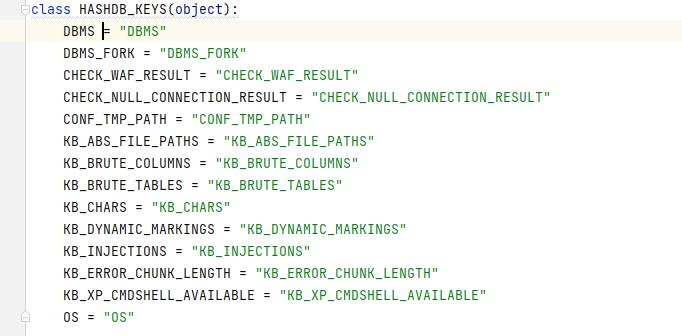 class HASHDB_KEYS(object):
    DBMS = "DBMS"
    DBMS_FORK = "DBMS_FORK"
    CHECK_WAF_RESULT = "CHECK_WAF_RESULT"
    CHECK_NULL_CONNECTION_RESULT = "CHECK_NULL_CONNECTION_RESULT"
    CONF_TMP_PATH = "CONF_TMP_PATH"
    KB_ABS_FILE_PATHS = "KB_ABS_FILE_PATHS"
    KB_BRUTE_COLUMNS = "KB_BRUTE_COLUMNS"
    KB_BRUTE_TABLES = "KB_BRUTE_TABLES"
    KB_CHARS = "KB_CHARS"
    KB_DYNAMIC_MARKINGS = "KB_DYNAMIC_MARKINGS"
    KB_INJECTIONS = "KB_INJECTIONS"
    KB_ERROR_CHUNK_LENGTH = "KB_ERROR_CHUNK_LENGTH"
    KB_XP_CMDSHELL_AVAILABLE = "KB_XP_CMDSHELL_AVAILABLE"
    OS = "OS"